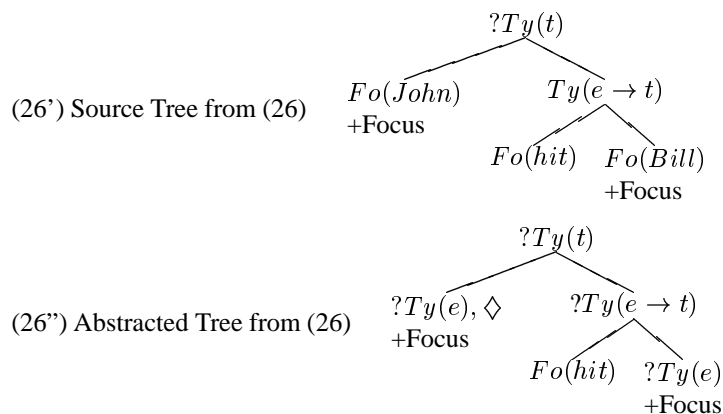 ?Ty(t)
(26') Source Tree from (26)
Fo(John)
+Focus
Ty(e → t)
Fo(hit)
Fo(Bill)
+Focus
?Ty(t)
(26”) Abstracted Tree from (26)
?Ty(e), ◇
+Focus
?Ty(e → t)
Fo(hit)
?Ty(e)
+Focus